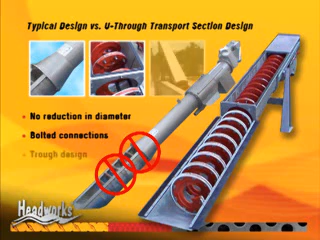 Typical Design vs. U-Through Transport Section Design
No reduction in diameter
Bolted connections
Trough design
Headworks